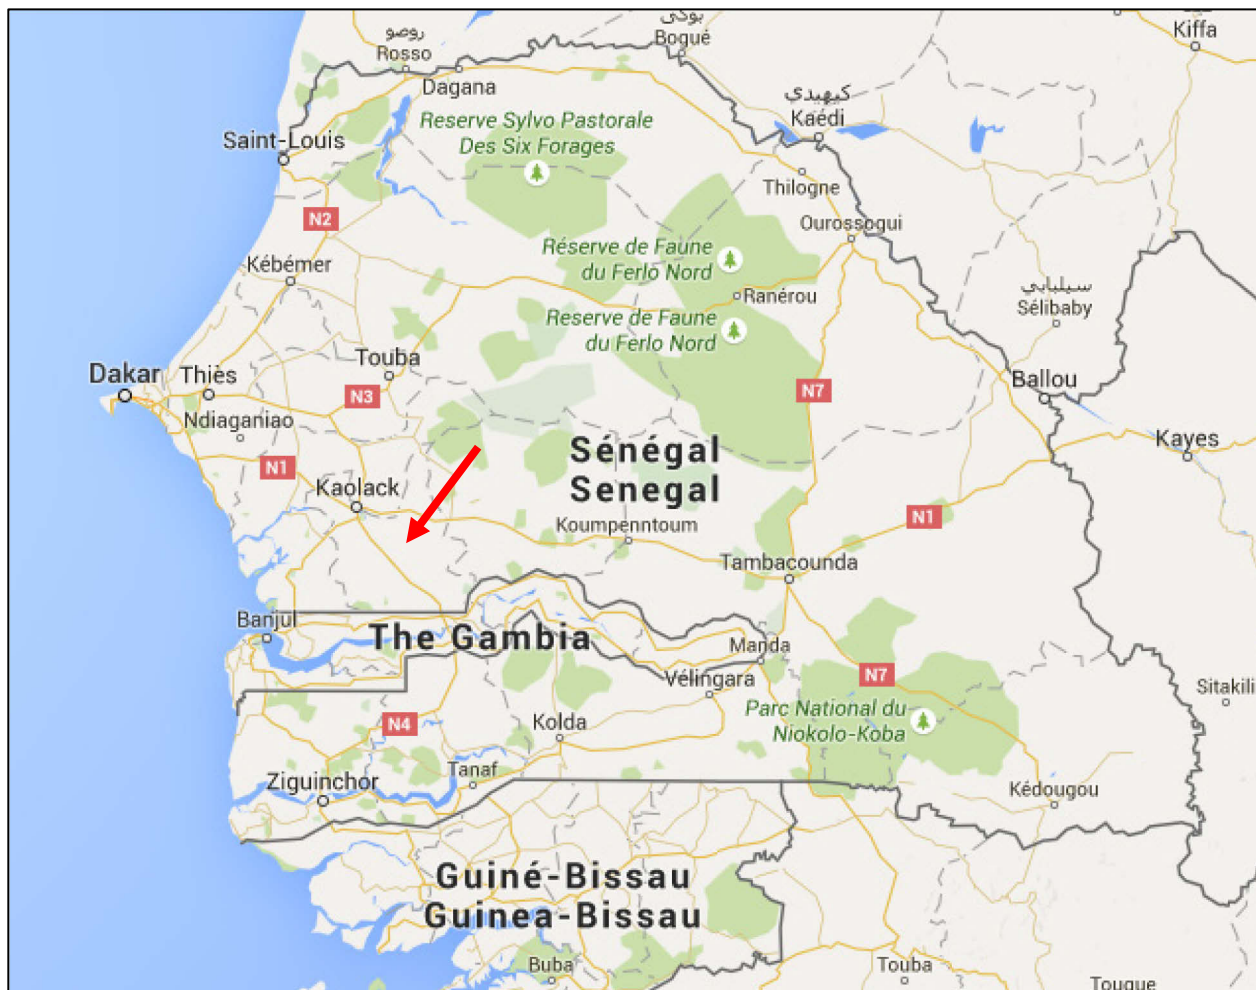 روصو
Rosso
بوكى
Bogué
Kiffa
Dagana
كيهيدي
Kaédi
Reserve Sylvo Pastorale
Des Six Forages
Saint-Louis
Thilogne
N2
Ourossogui
Réserve de Faune
du Ferlo Nord
Kébémer
Ranérou
سيليبابي
Sélibaby
Reserve de Faune
du Ferlo Nord
Touba
Dakar
Thiès
N3
N7
Ballou
Ndiaganiao
Sénégal
Senegal
Kayes
N1
Kaolack
Koumpenntoum
N1
Tambacounda
Banjul
The Gambia
Manda
Vélingara
N7
Sitakili
Parc National du
Niokolo-Koba
N4
Kolda
Tanaf
Ziguinchor
Kédougou
Guiné-Bissau
Guinea-Bissau
Buba
Touba
Tougue